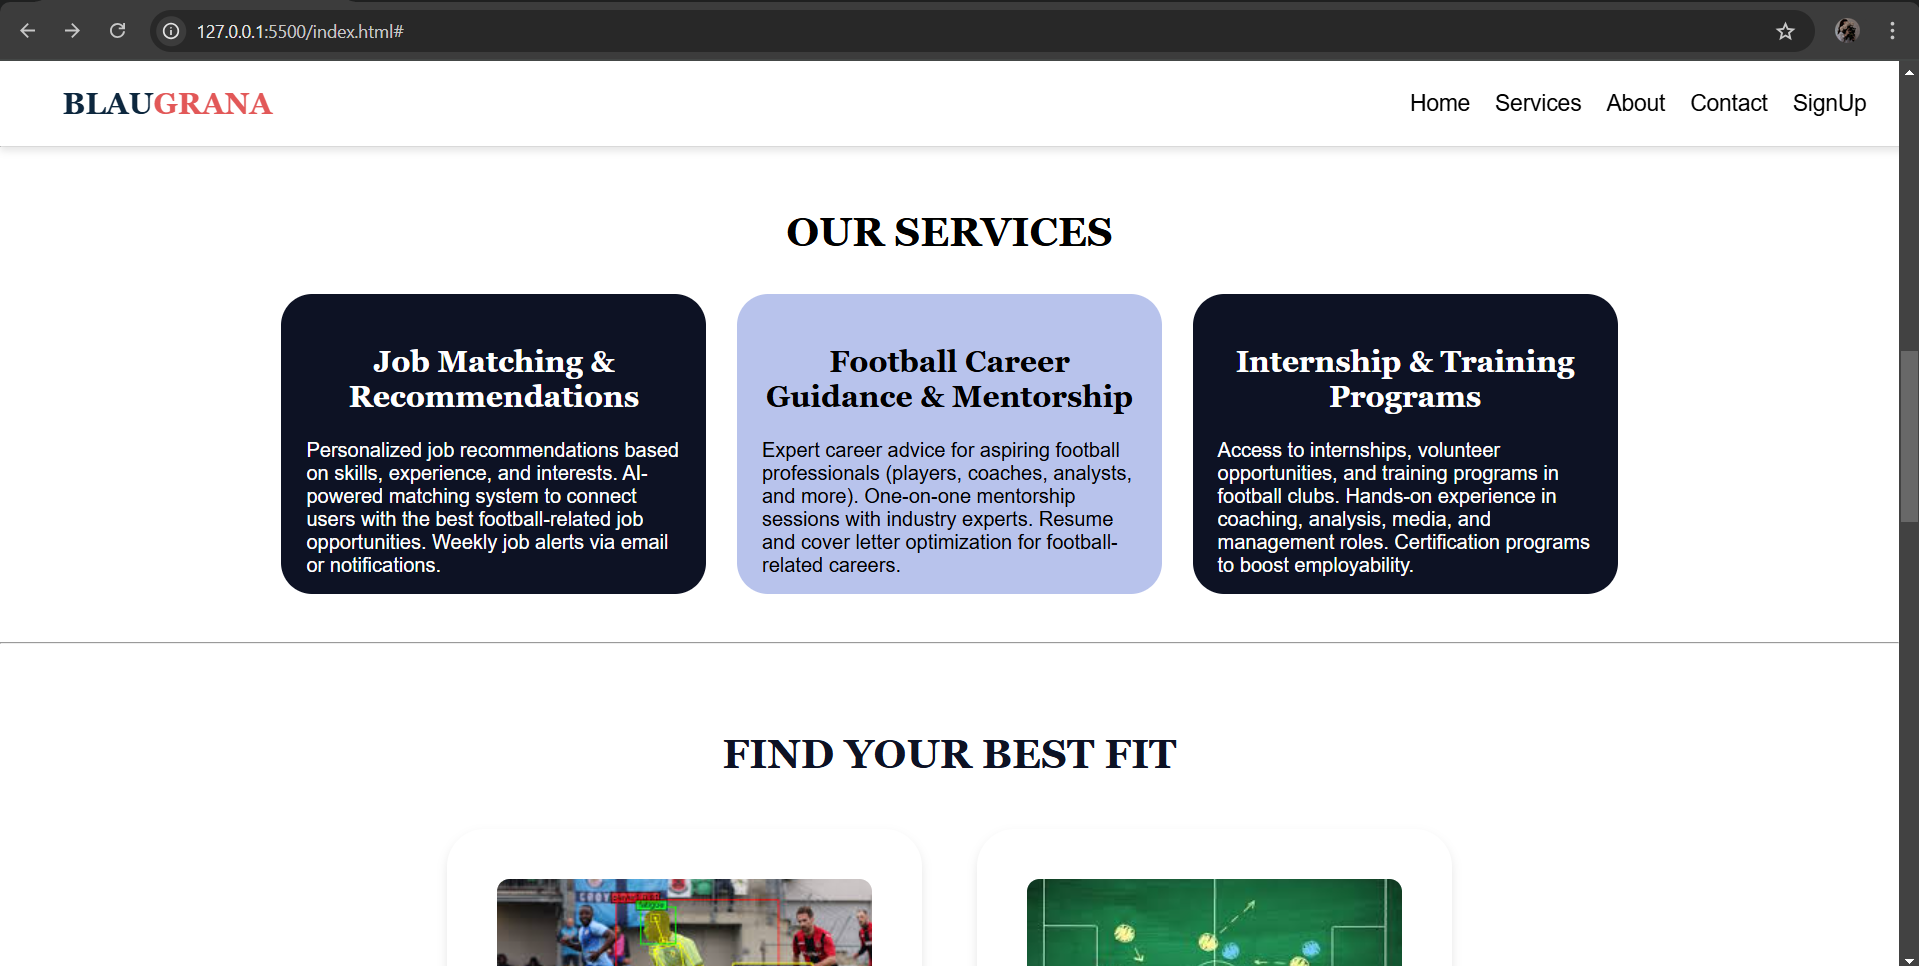 127.0.0.1:5500/index.html#
BLAUGRANA
Home Services About Contact SignUp
OUR SERVICES
Job Matching &
Recommendations
Personalized job recommendations based
on skills, experience, and interests. AI-
powered matching system to connect
users with the best football-related job
opportunities. Weekly job alerts via email
or notifications.
Football Career
Guidance & Mentorship
Expert career advice for aspiring football
professionals (players, coaches, analysts,
and more). One-on-one mentorship
sessions with industry experts. Resume
and cover letter optimization for football-
related careers.
Internship & Training
Programs
Access to internships, volunteer
opportunities, and training programs in
football clubs. Hands-on experience in
coaching, analysis, media, and
management roles. Certification programs
to boost employability.
FIND YOUR BEST FIT